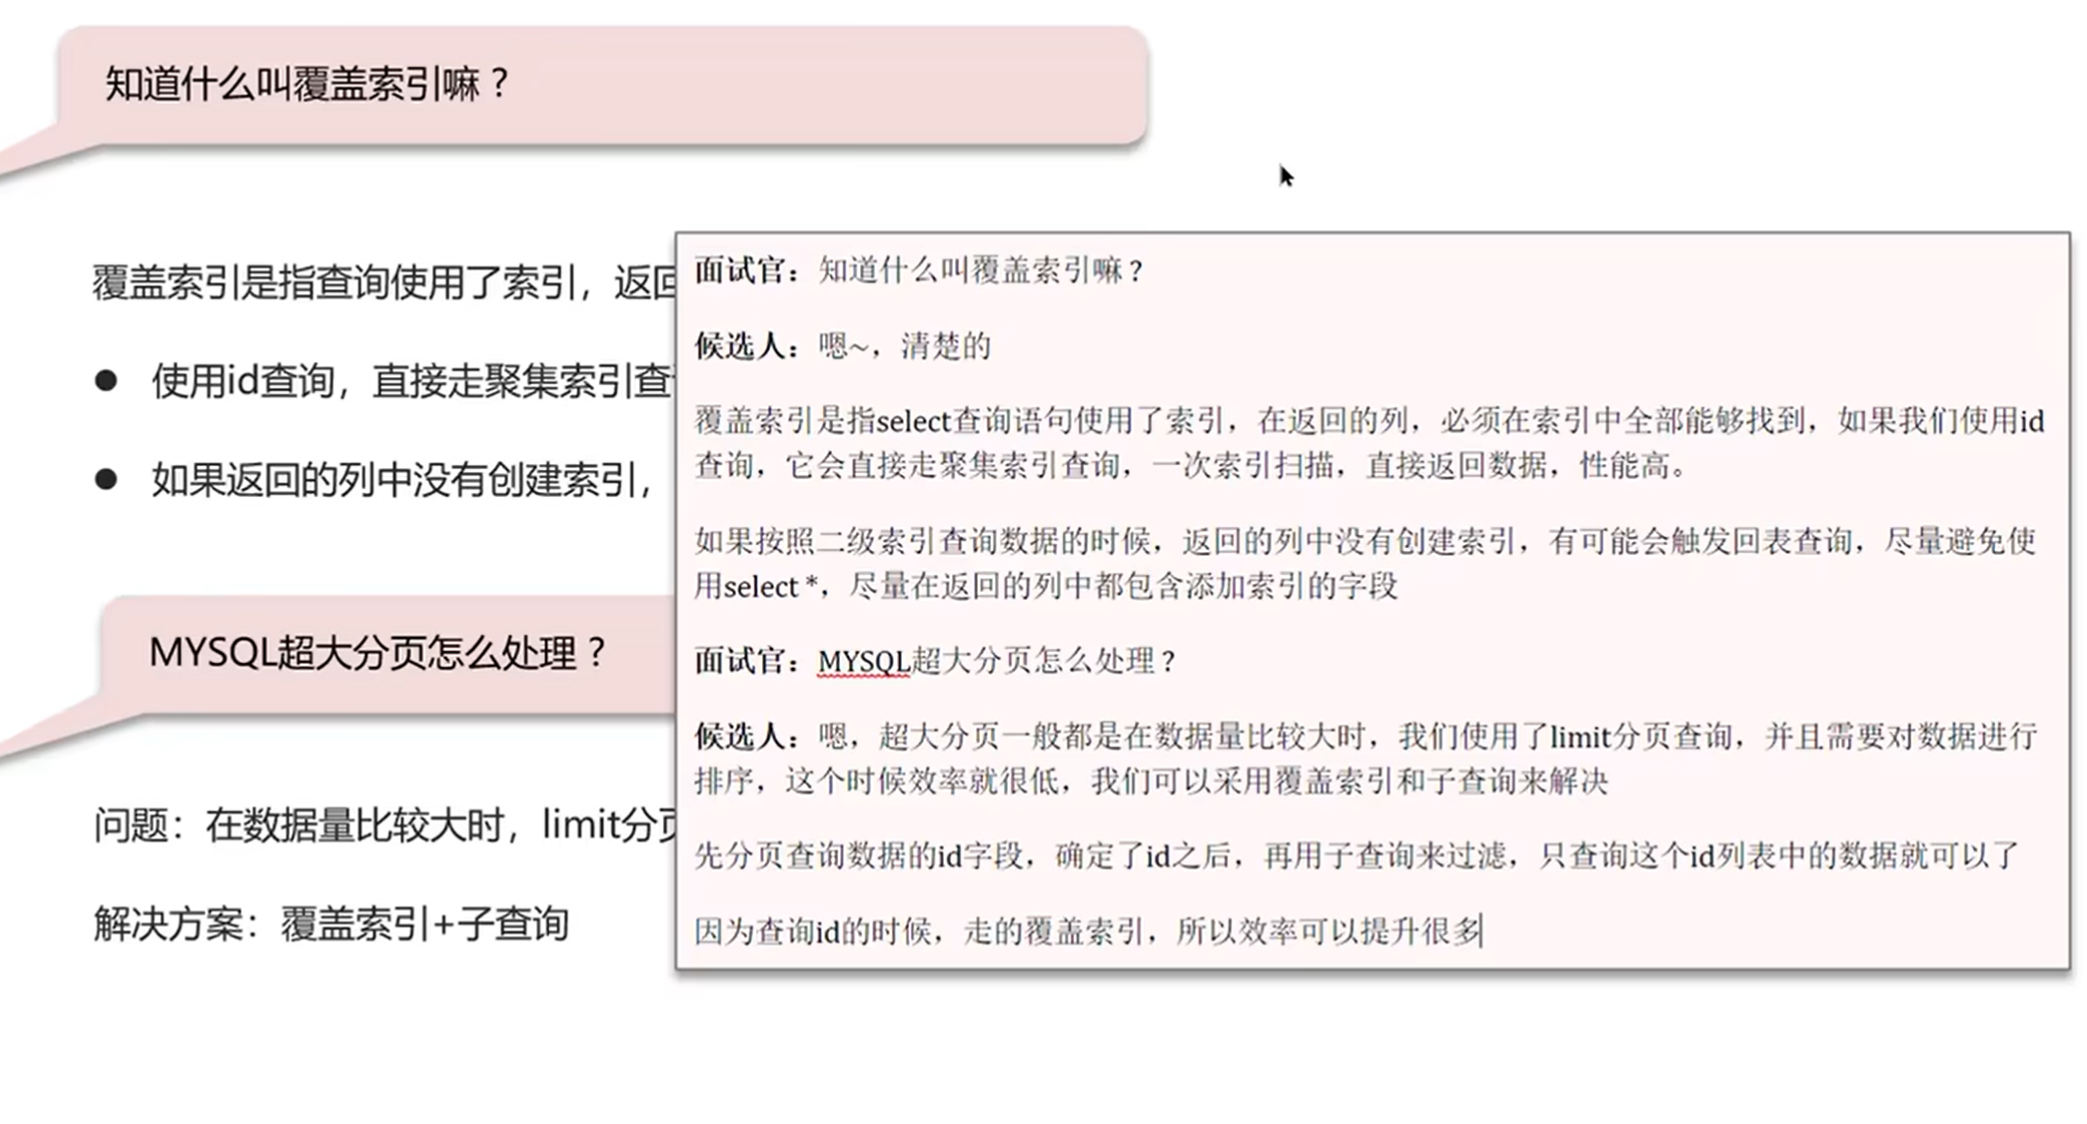 知道什么叫覆盖索引嘛？
覆盖索引是指查询使用了索引，返回
● 使用id查询，直接走聚集索引查
● 如果返回的列中没有创建索引，
MYSQL超大分页怎么处理？
问题：在数据量比较大时，limit分页
解决方案：覆盖索引+子查询
面试官：知道什么叫覆盖索引嘛？
候选人：嗯~，清楚的
覆盖索引是指select查询语句使用了索引，在返回的列，必须在索引中全部能够找到，如果我们使用id
查询，它会直接走聚集索引查询，一次索引扫描，直接返回数据，性能高。
如果按照二级索引查询数据的时候，返回的列中没有创建索引，有可能会触发回表查询，尽量避免使
用select *，尽量在返回的列中都包含添加索引的字段
面试官：MYSQL超大分页怎么处理？
候选人：嗯，超大分页一般都是在数据量比较大时，我们使用了limit分页查询，并且需要对数据进行
排序，这个时候效率就很低，我们可以采用覆盖索引和子查询来解决
先分页查询数据的id字段，确定了id之后，再用子查询来过滤，只查询这个id列表中的数据就可以了
因为查询id的时候，走的覆盖索引，所以效率可以提升很多